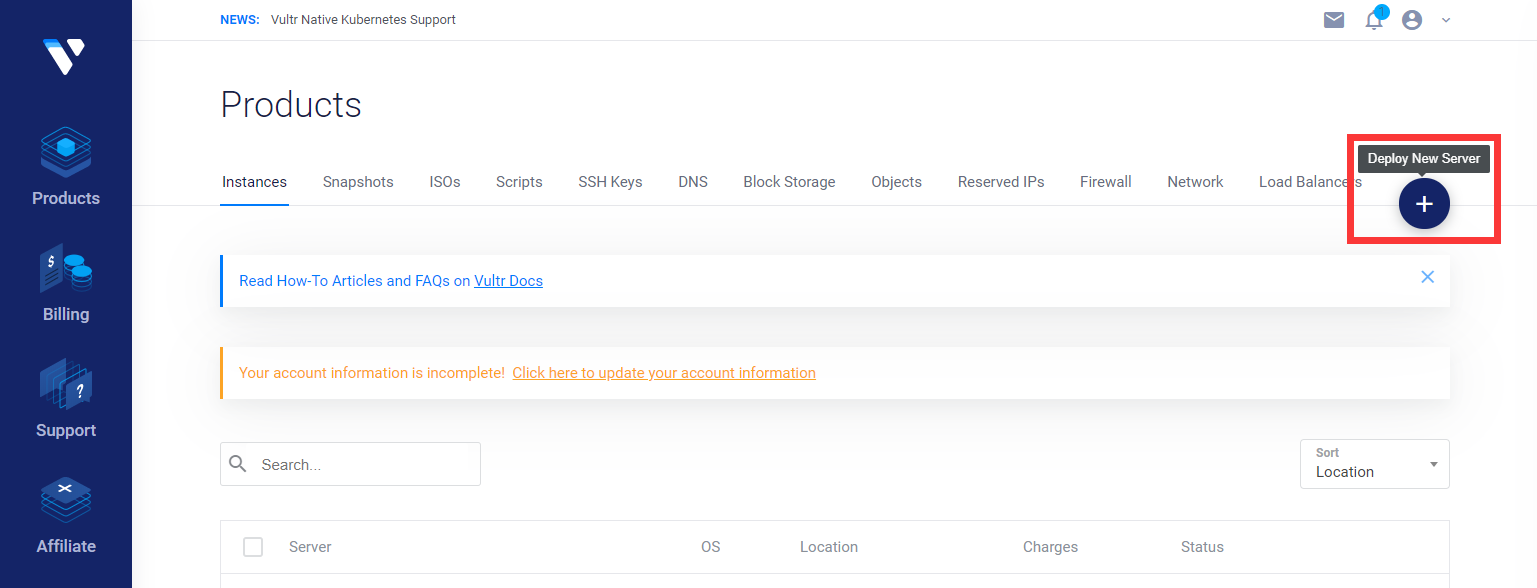 NEWS: Vultr Native Kubernetes Support
1
Products
Deploy New Server
Instances Snapshots ISOs Scripts SSH Keys DNS Block Storage Objects Reserved IPs Firewall Network Load Balancers
+
Products
$
Billing
?
Support
Affiliate
Read How-To Articles and FAQs on Vultr Docs
Your account information is incomplete! Click here to update your account information
Search...
Sort
Location
Server OS Location Charges Status